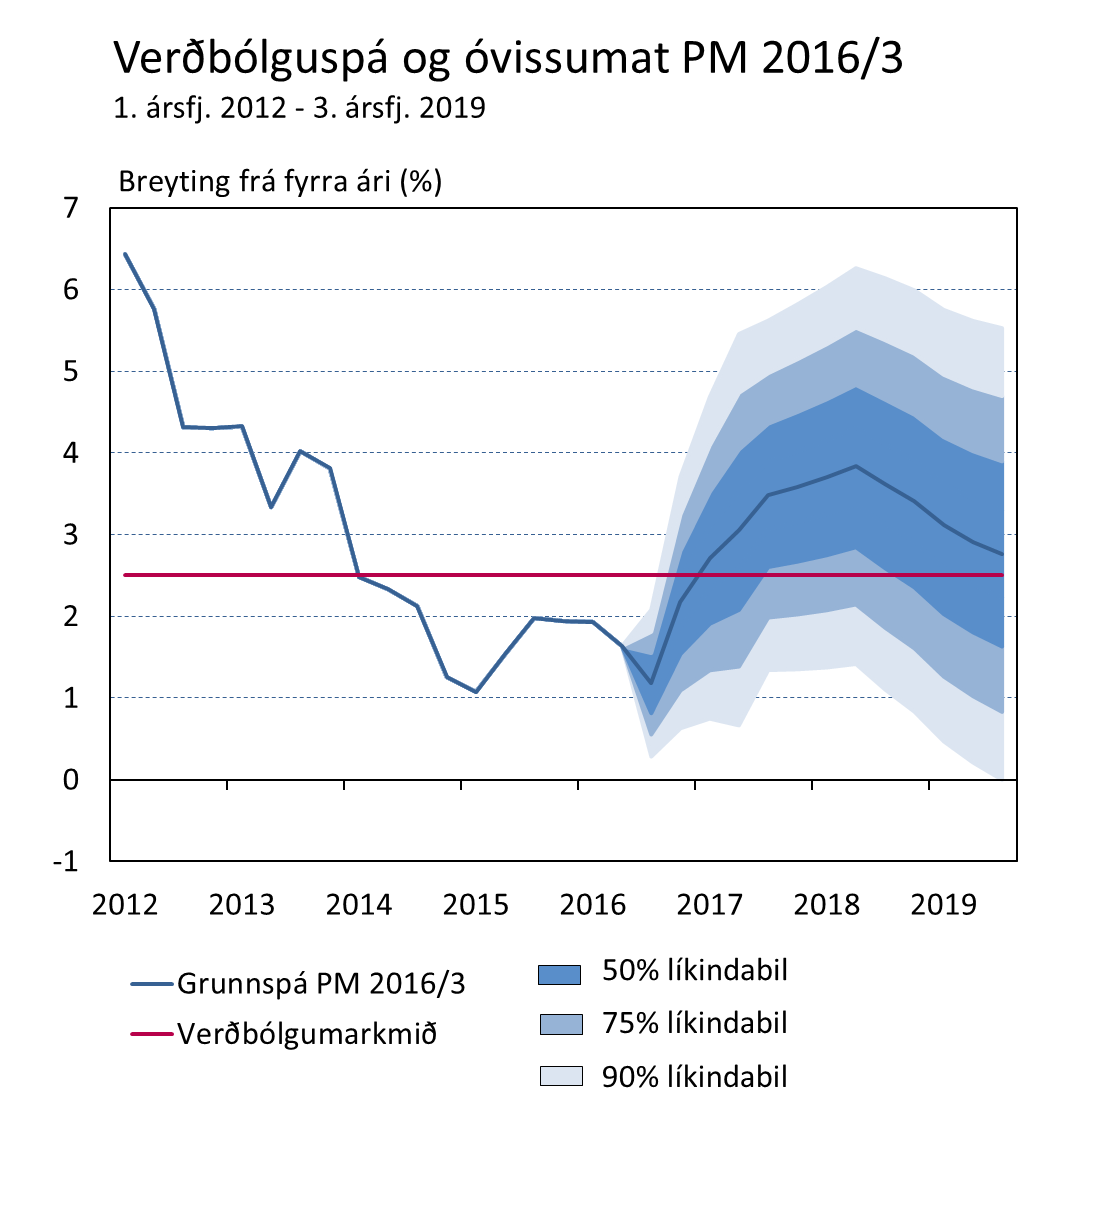 Verðbólguspá og óvissumat PM 2016/3
1. ársfj. 2012 - 3. ársfj. 2019
Breyting frá fyrra ári (%)
7
6
5
4
3
2
1
0
-1
2012 2013 2014 2015 2016 2017 2018 2019
Grunnspá PM 2016/3
Verðbólgumarkmið
50% líkindabil
75% líkindabil
90% líkindabil